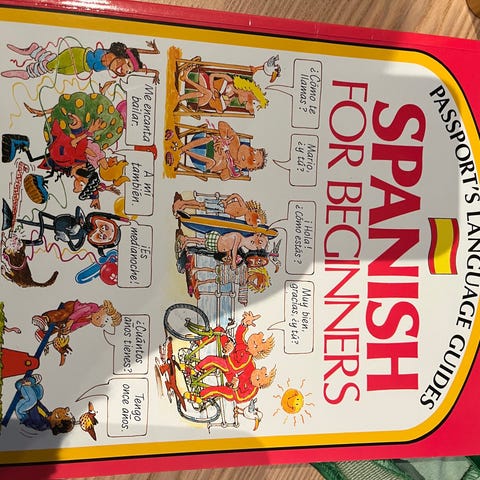 PASSPORT'S LANGUAGE GUIDES
SPANISH
FOR BEGINNERS
¿Cómo te
llamas?
Mario,
¿y tú?
¡Hola!
¿Cómo estás?
Muy bien,
gracias, ¿y tú?
Me encanta
bailar.
A mí
también.
¡Es
medianoche!
¿Cuántos
años tienes?
Tengo
once años.